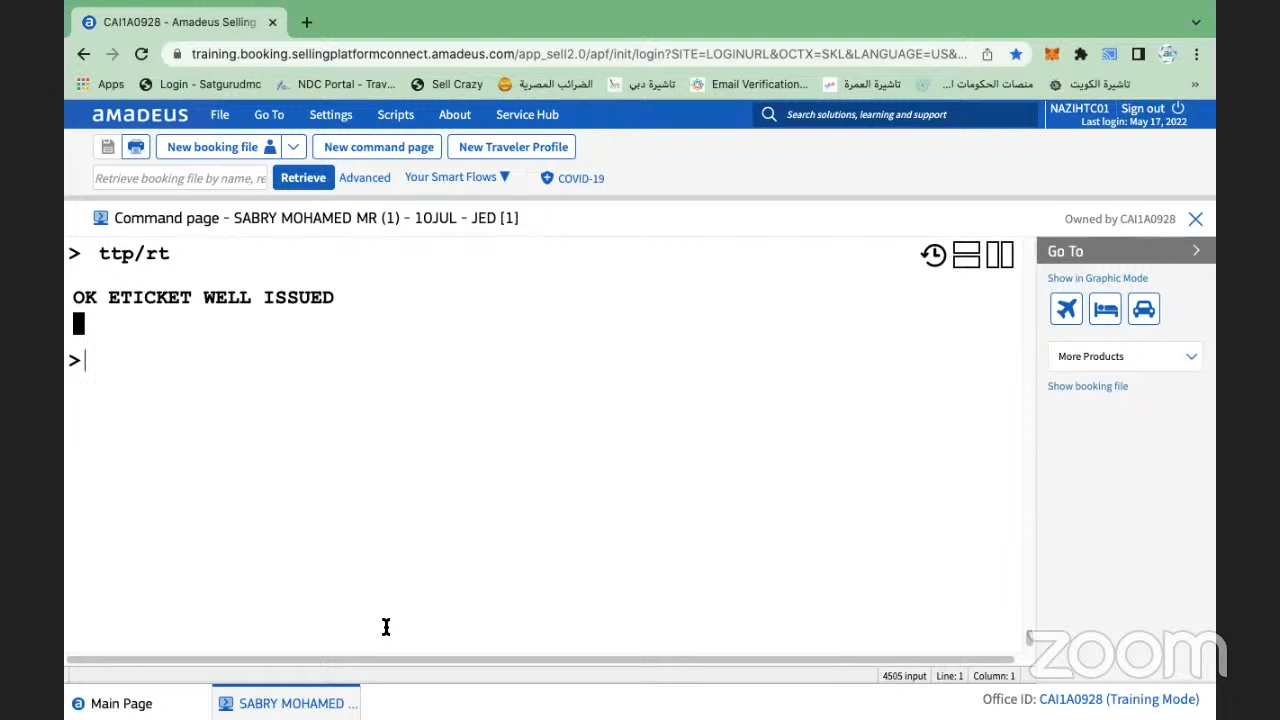 CAI1A0928 - Amadeus Selling
training.booking.sellingplatformconnect.amadeus.com/app_sell2.0/apf/init/login?SITE=LOGINURL&OCTX=SKL&LANGUAGE=US&...
Apps Login - Satgurudmc NDC Portal - Trav... Sell Crazy الضرائب المصرية تاشيرة دبي Email Verification... تاشيرة العمرة منصات الحكومات ا... تاشيرة الكويت »
amadeus File Go To Settings Scripts About Service Hub Search solutions, learning and support NAZIHTC01 Sign out
Last login: May 17, 2022
New booking file New command page New Traveler Profile
Retrieve booking file by name, re Retrieve Advanced Your Smart Flows ▼ COVID-19
Command page - SABRY MOHAMED MR (1) - 10JUL - JED [1] Owned by CAI1A0928
> ttp/rt
Go To
Show in Graphic Mode
OK ETICKET WELL ISSUED
>
More Products
Show booking file
zoom
4505 input Line: 1 Column: 1
Main Page SABRY MOHAMED ... Office ID: CAI1A0928 (Training Mode)